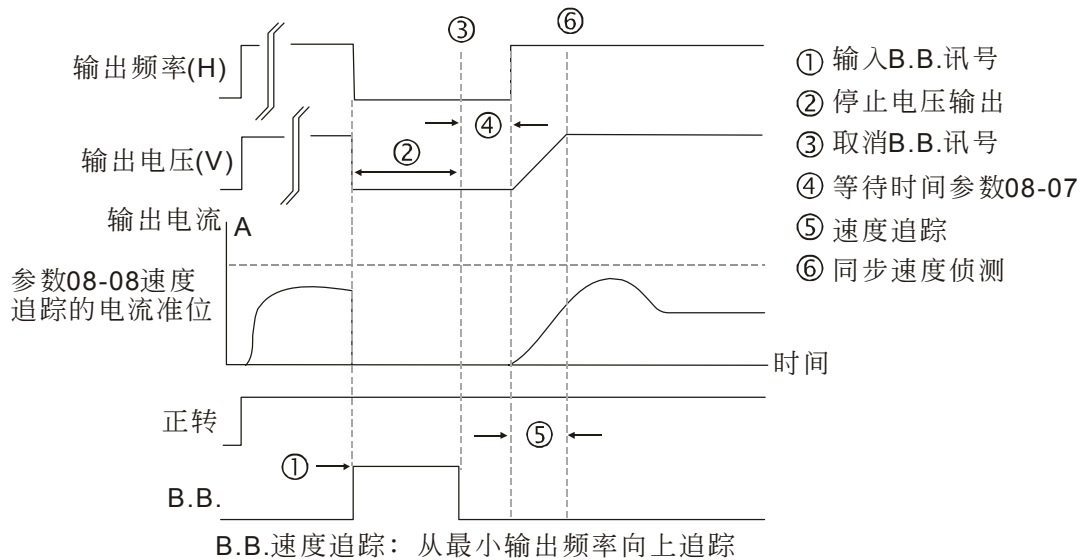 ③
⑥
输出频率(H)
④
输出电压(V)
②
输出电流 A
参数08-08速度
追踪的电流准位
时间
正转
⑤
①
B.B.
B.B.速度追踪：从最小输出频率向上追踪
① 输入B.B.讯号
② 停止电压输出
③ 取消B.B.讯号
④ 等待时间参数08-07
⑤ 速度追踪
⑥ 同步速度侦测